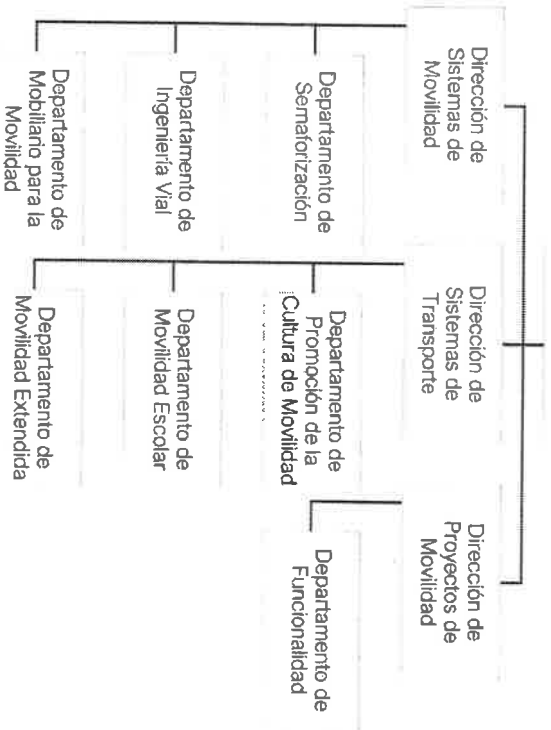 Dirección de
Sistemas de
Movilidad
Dirección de
Sistemas de
Transporte
Dirección de
Proyectos de
Movilidad
Departamento de
Semaforización
Departamento de
Promoción de la
Cultura de Movilidad
Departamento de
Funcionalidad
Departamento de
Ingeniería Vial
Departamento de
Movilidad Escolar
Departamento de
Mobiliario para la
Movilidad
Departamento de
Movilidad Extendida